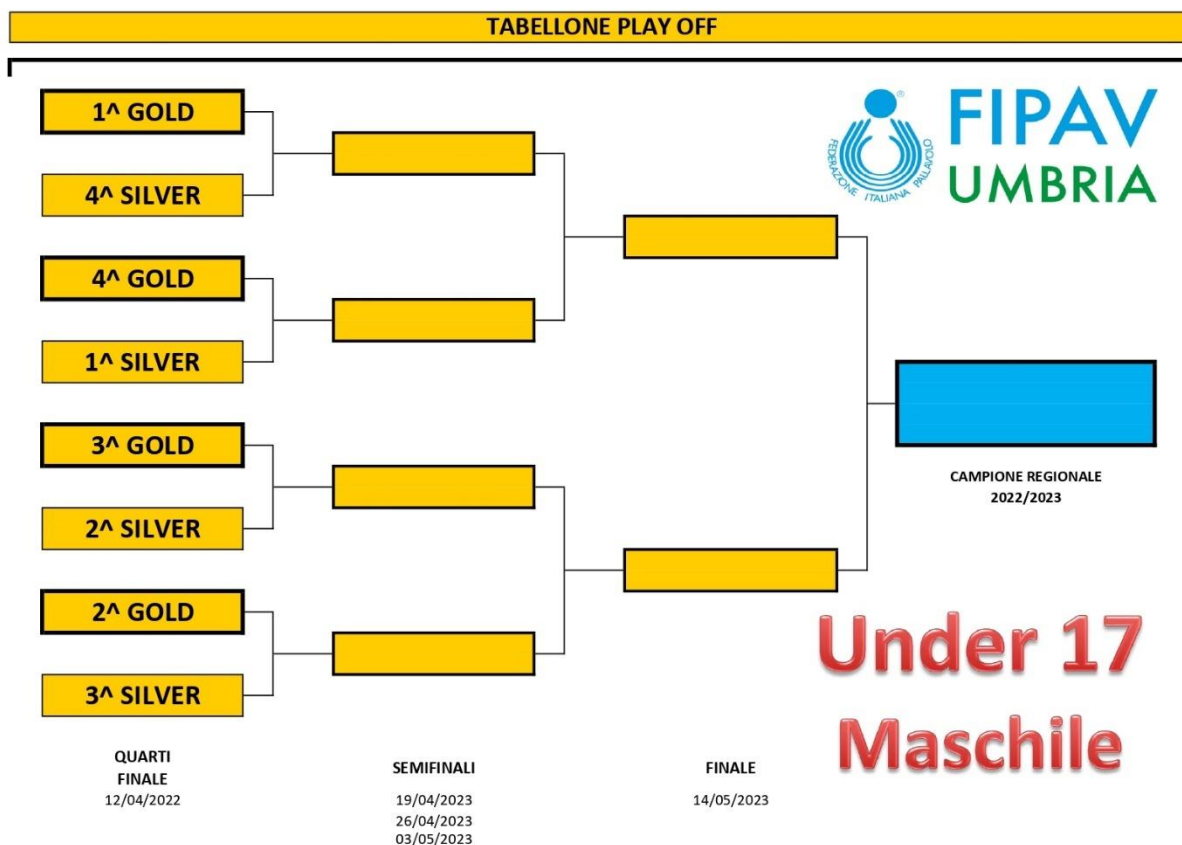 TABELLONE PLAY OFF
1^ GOLD
4^ SILVER
4^ GOLD
1^ SILVER
3^ GOLD
2^ SILVER
2^ GOLD
3^ SILVER
QUARTI
FINALE
12/04/2022
SEMIFINALI
19/04/2023
26/04/2023
03/05/2023
FINALE
14/05/2023
FEDERAZIONE ITALIANA PALLAVOLO
®
FIPAV
UMBRIA
CAMPIONE REGIONALE
2022/2023
Under 17
Maschile